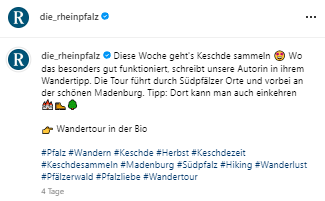 R die_rheinpfalz
R die_rheinpfalz Diese Woche geht's Keschde sammeln 😍 Wo
das besonders gut funktioniert, schreibt unsere Autorin in ihrem
Wandertipp. Die Tour führt durch Südpfälzer Orte und vorbei an
der schönen Madenburg. Tipp: Dort kann man auch einkehren
🏰🥾🌳
👉 Wandertour in der Bio
#Pfalz #Wandern #Keschde #Herbst #Keschdezeit
#Keschdesammeln #Madenburg #Südpfalz #Hiking #Wanderlust
#Pfälzerwald #Pfalzliebe #Wandertour
4 Tage